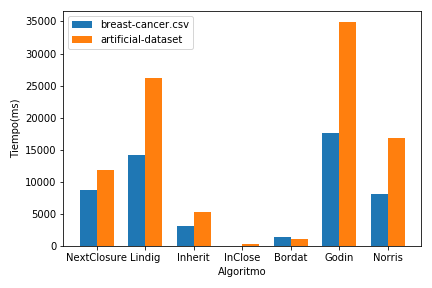 breast-cancer.csv
artificial-dataset
Tiempo(ms)
35000
30000
25000
20000
15000
10000
5000
0
NextClosure Lindig Inherit InClose Bordat Godin Norris
Algoritmo